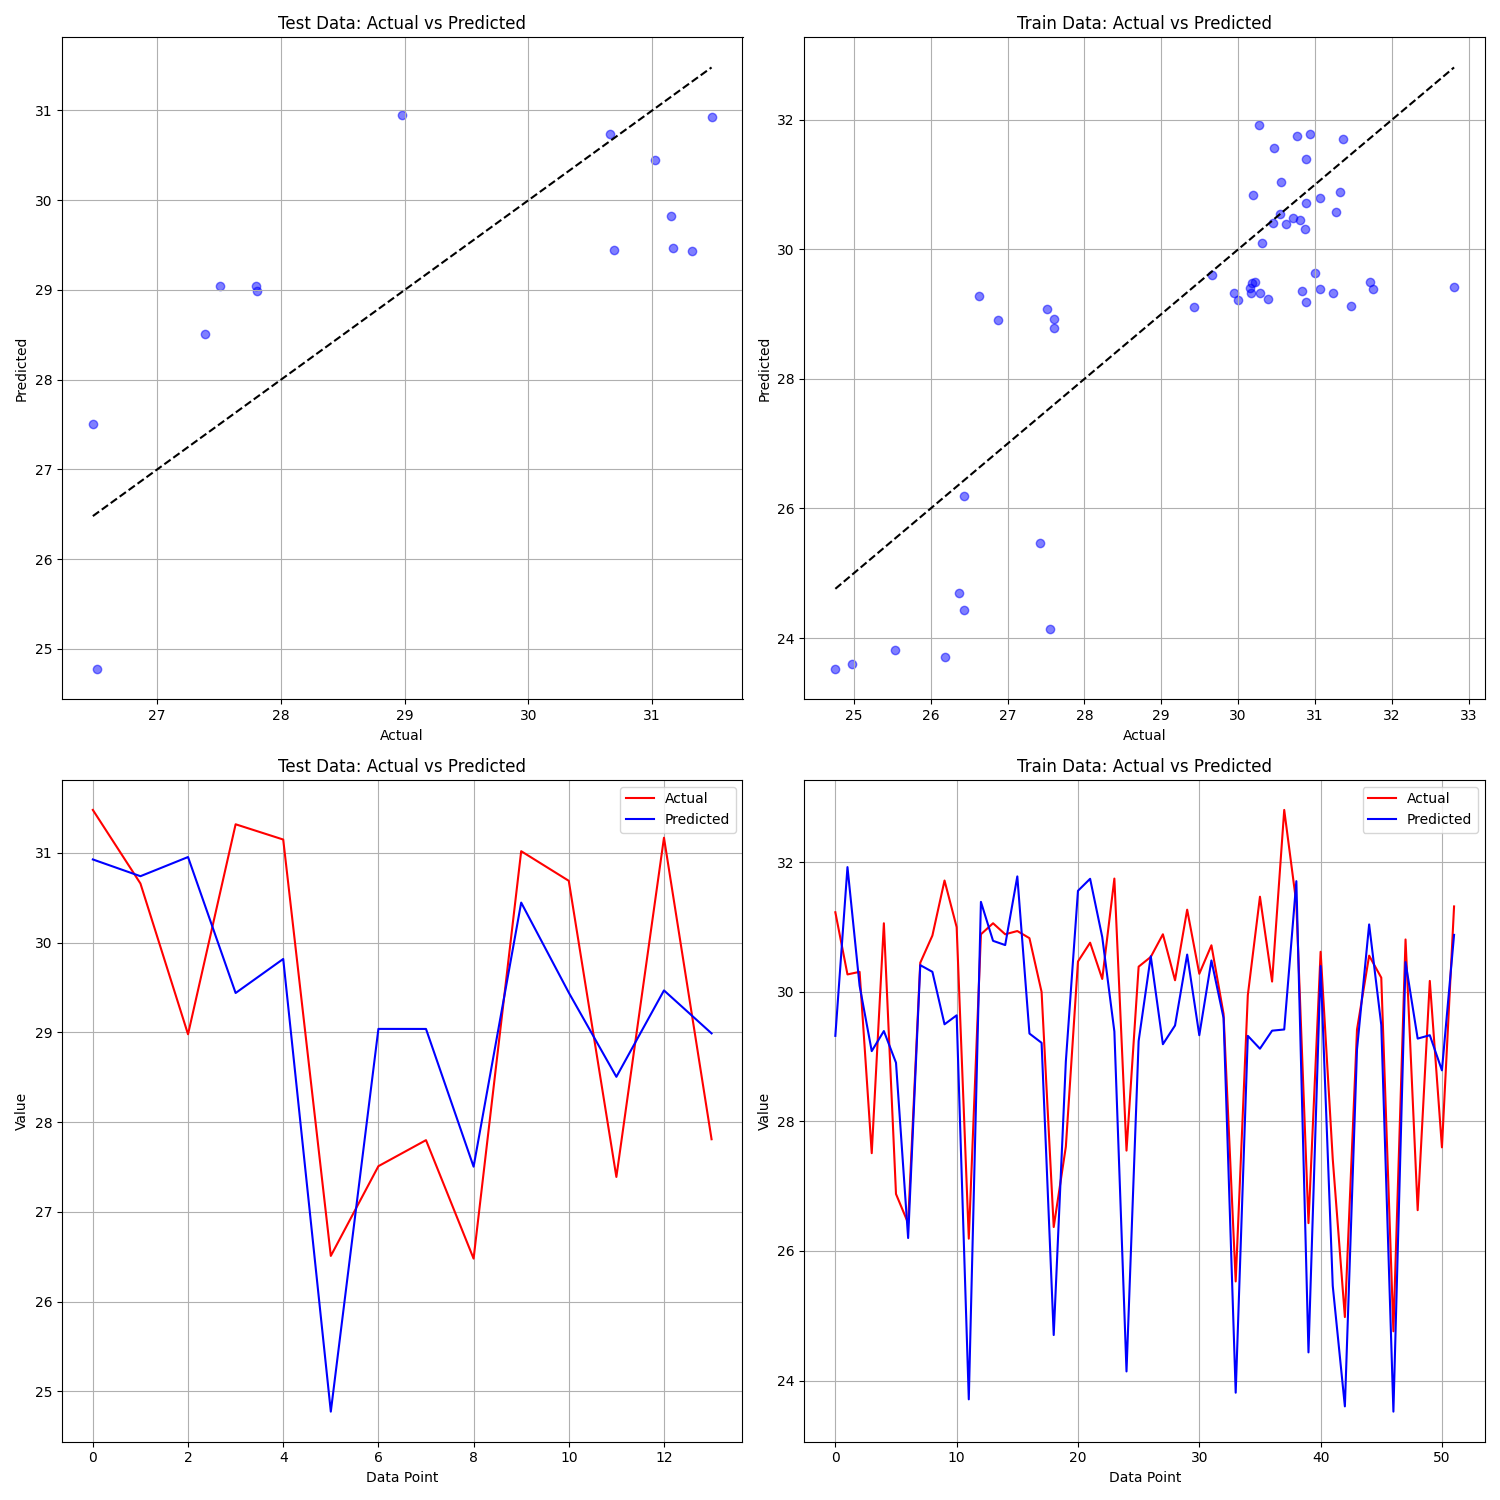 Test Data: Actual vs Predicted
Predicted
31
30
29
28
27
26
25
27 28 29 30 31
Actual
Train Data: Actual vs Predicted
Predicted
32
30
28
26
24
25 26 27 28 29 30 31 32 33
Actual
Test Data: Actual vs Predicted
Actual
Predicted
Value
31
30
29
28
27
26
25
0 2 4 6 8 10 12
Data Point
Train Data: Actual vs Predicted
Actual
Predicted
Value
32
30
28
26
24
0 10 20 30 40 50
Data Point